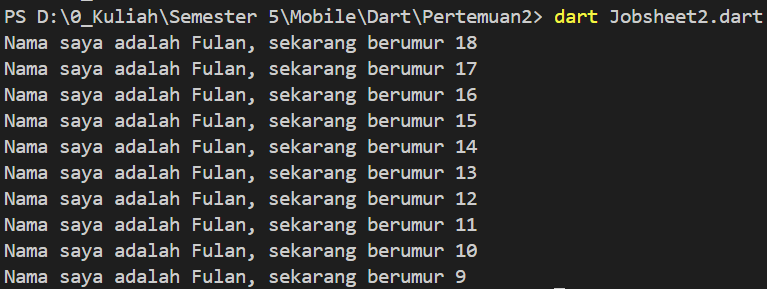 PS D:\0_Kuliah\Semester 5\Mobile\Dart\Pertemuan2> dart Jobsheet2.dart
Nama saya adalah Fulan, sekarang berumur 18
Nama saya adalah Fulan, sekarang berumur 17
Nama saya adalah Fulan, sekarang berumur 16
Nama saya adalah Fulan, sekarang berumur 15
Nama saya adalah Fulan, sekarang berumur 14
Nama saya adalah Fulan, sekarang berumur 13
Nama saya adalah Fulan, sekarang berumur 12
Nama saya adalah Fulan, sekarang berumur 11
Nama saya adalah Fulan, sekarang berumur 10
Nama saya adalah Fulan, sekarang berumur 9